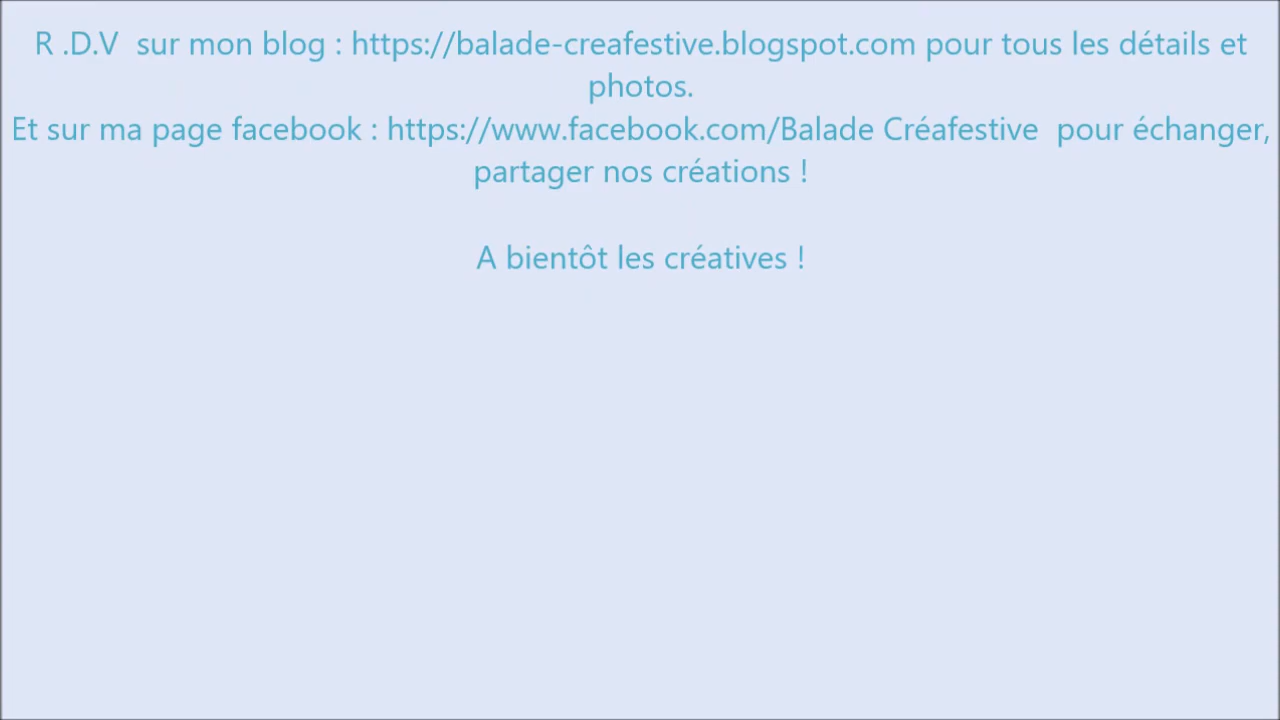 R .D.V  sur mon blog : https://balade-creafestive.blogspot.com pour tous les détails et
photos.
Et sur ma page facebook : https://www.facebook.com/Balade Créafestive  pour échanger,
partager nos créations !
A bientôt les créatives !